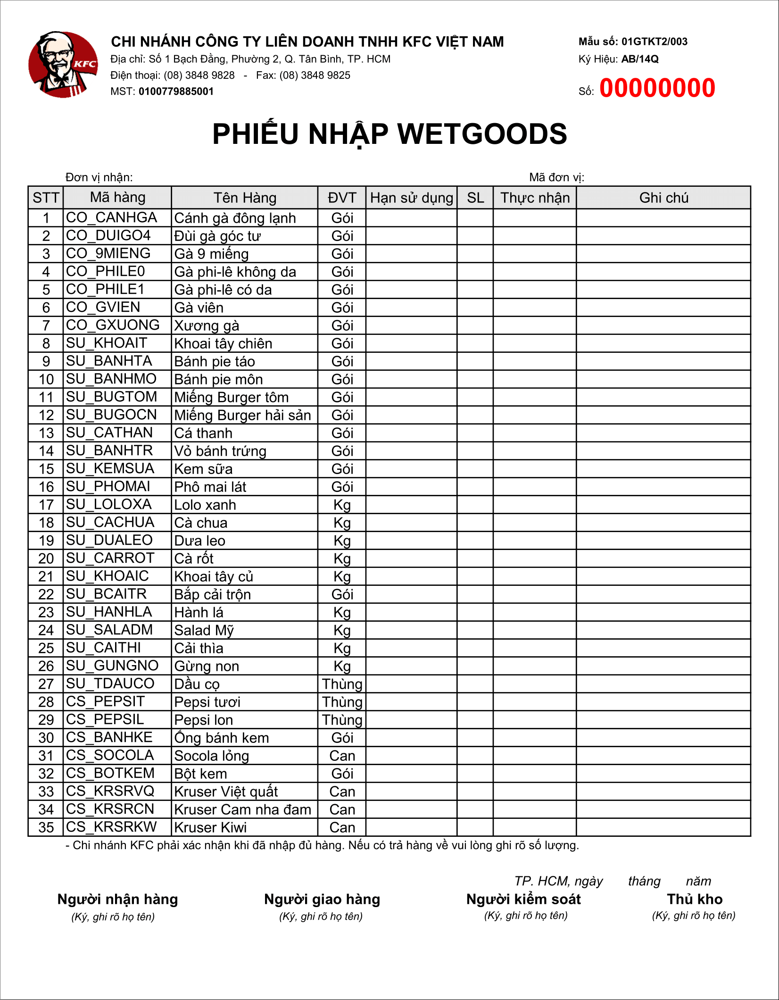 KFC
CHI NHÁNH CÔNG TY LIÊN DOANH TNHH KFC VIỆT NAM
Địa chỉ: Số 1 Bạch Đằng, Phường 2, Q. Tân Bình, TP. HCM
Điện thoại: (08) 3848 9828 - Fax: (08) 3848 9825
MST: 0100779885001
Mẫu số: 01GTKT2/003
Ký Hiệu: AB/14Q
Số: 00000000
PHIẾU NHẬP WETGOODS
Đơn vị nhận: Mã đơn vị:
STT Mã hàng Tên Hàng ĐVT Hạn sử dụng SL Thực nhận Ghi chú
1 CO_CANHGA Cánh gà đông lạnh Gói
2 CO_DUIGO4 Đùi gà góc tư Gói
3 CO_9MIENG Gà 9 miếng Gói
4 CO_PHILE0 Gà phi-lê không da Gói
5 CO_PHILE1 Gà phi-lê có da Gói
6 CO_GVIEN Gà viên Gói
7 CO_GXUONG Xương gà Gói
8 SU_KHOAIT Khoai tây chiên Gói
9 SU_BANHTA Bánh pie táo Gói
10 SU_BANHMO Bánh pie môn Gói
11 SU_BUGTOM Miếng Burger tôm Gói
12 SU_BUGOCN Miếng Burger hải sản Gói
13 SU_CATHAN Cá thanh Gói
14 SU_BANHTR Vỏ bánh trứng Gói
15 SU_KEMSUA Kem sữa Gói
16 SU_PHOMAI Phô mai lát Gói
17 SU_LOLOXA Lolo xanh Kg
18 SU_CACHUA Cà chua Kg
19 SU_DUALEO Dưa leo Kg
20 SU_CARROT Cà rốt Kg
21 SU_KHOAIC Khoai tây củ Kg
22 SU_BCAITR Bắp cải trộn Gói
23 SU_HANHLA Hành lá Kg
24 SU_SALADM Salad Mỹ Kg
25 SU_CAITHI Cải thìa Kg
26 SU_GUNGNO Gừng non Kg
27 SU_TDAUCO Dầu cọ Thùng
28 CS_PEPSIT Pepsi tươi Thùng
29 CS_PEPSIL Pepsi lon Thùng
30 CS_BANHKE Ống bánh kem Gói
31 CS_SOCOLA Socola lỏng Can
32 CS_BOTKEM Bột kem Gói
33 CS_KRSRVQ Kruser Việt quất Can
34 CS_KRSRCN Kruser Cam nha đam Can
35 CS_KRSRKW Kruser Kiwi Can
- Chi nhánh KFC phải xác nhận khi đã nhập đủ hàng. Nếu có trả hàng về vui lòng ghi rõ số lượng.
TP. HCM, ngày tháng năm
Người nhận hàng Người giao hàng Người kiểm soát Thủ kho
(Ký, ghi rõ họ tên) (Ký, ghi rõ họ tên) (Ký, ghi rõ họ tên) (Ký, ghi rõ họ tên)